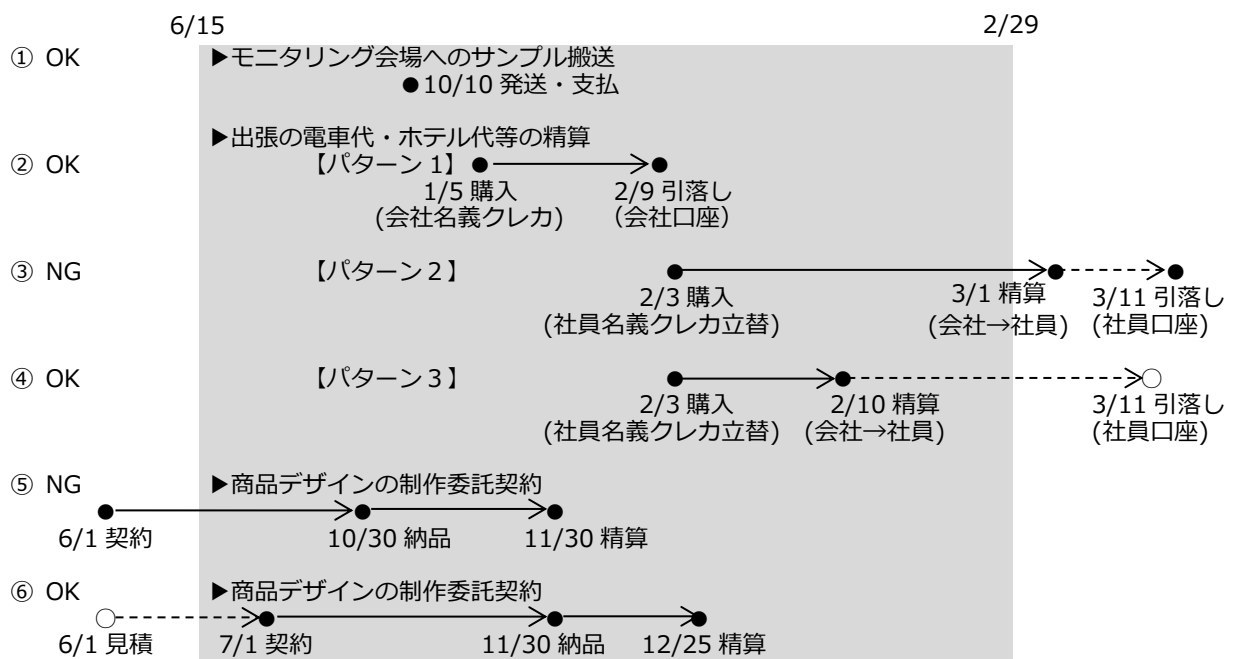 6/15 2/29
① OK ▶モニタリング会場へのサンプル搬送
●10/10 発送・支払
▶出張の電車代・ホテル代等の精算
② OK 【パターン 1】
1/5 購入 2/9 引落し
(会社名義クレカ) (会社口座）
③ NG 【パターン２】
2/3 購入 3/1 精算 3/11 引落し
(社員名義クレカ立替) (会社→社員) (社員口座)
④ OK 【パターン３】
2/3 購入 2/10 精算 3/11 引落し
(社員名義クレカ立替) (会社→社員) (社員口座)
⑤ NG ▶商品デザインの制作委託契約
6/1 契約 10/30 納品 11/30 精算
⑥ OK ▶商品デザインの制作委託契約
6/1 見積 7/1 契約 11/30 納品 12/25 精算